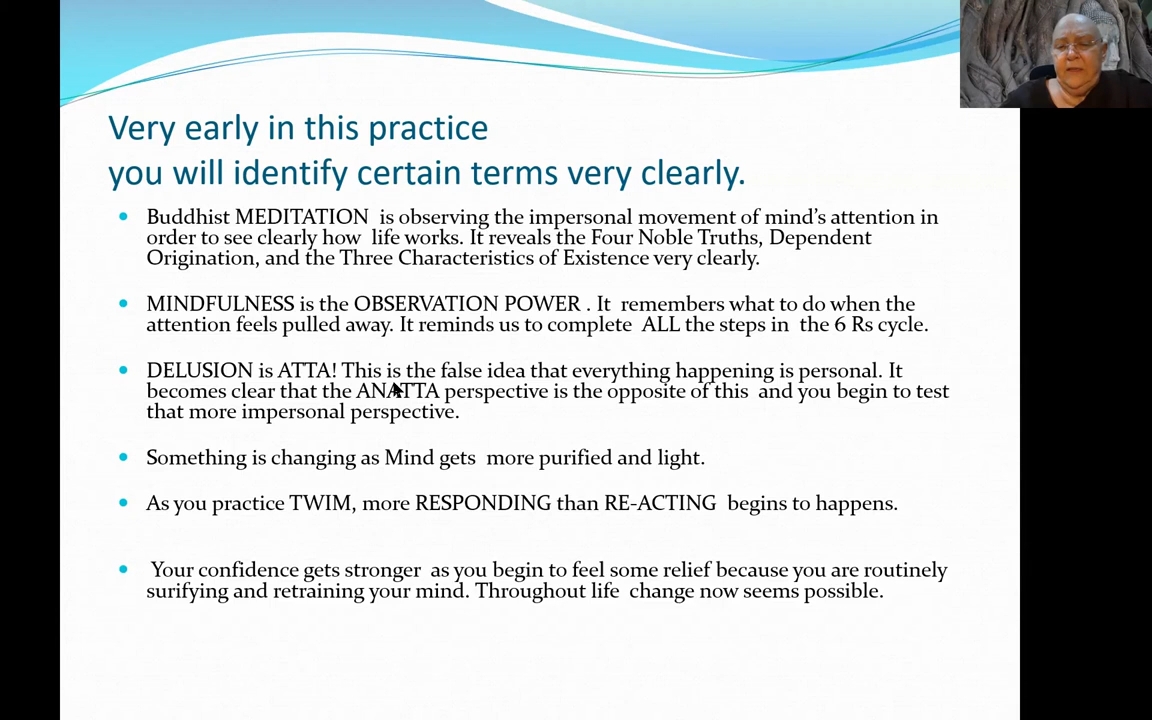 Very early in this practice
you will identify certain terms very clearly.
Buddhist MEDITATION is observing the impersonal movement of mind's attention in
order to see clearly how life works. It reveals the Four Noble Truths, Dependent
Origination, and the Three Characteristics of Existence very clearly.
MINDFULNESS is the OBSERVATION POWER . It remembers what to do when the
attention feels pulled away. It reminds us to complete ALL the steps in the 6 Rs cycle.
DELUSION is ATTA! This is the false idea that everything happening is personal. It
becomes clear that the ANATTA perspective is the opposite of this and you begin to test
that more impersonal perspective.
Something is changing as Mind gets more purified and light.
As you practice TWIM, more RESPONDING than RE-ACTING begins to happens.
Your confidence gets stronger as you begin to feel some relief because you are routinely
surifying and retraining your mind. Throughout life change now seems possible.